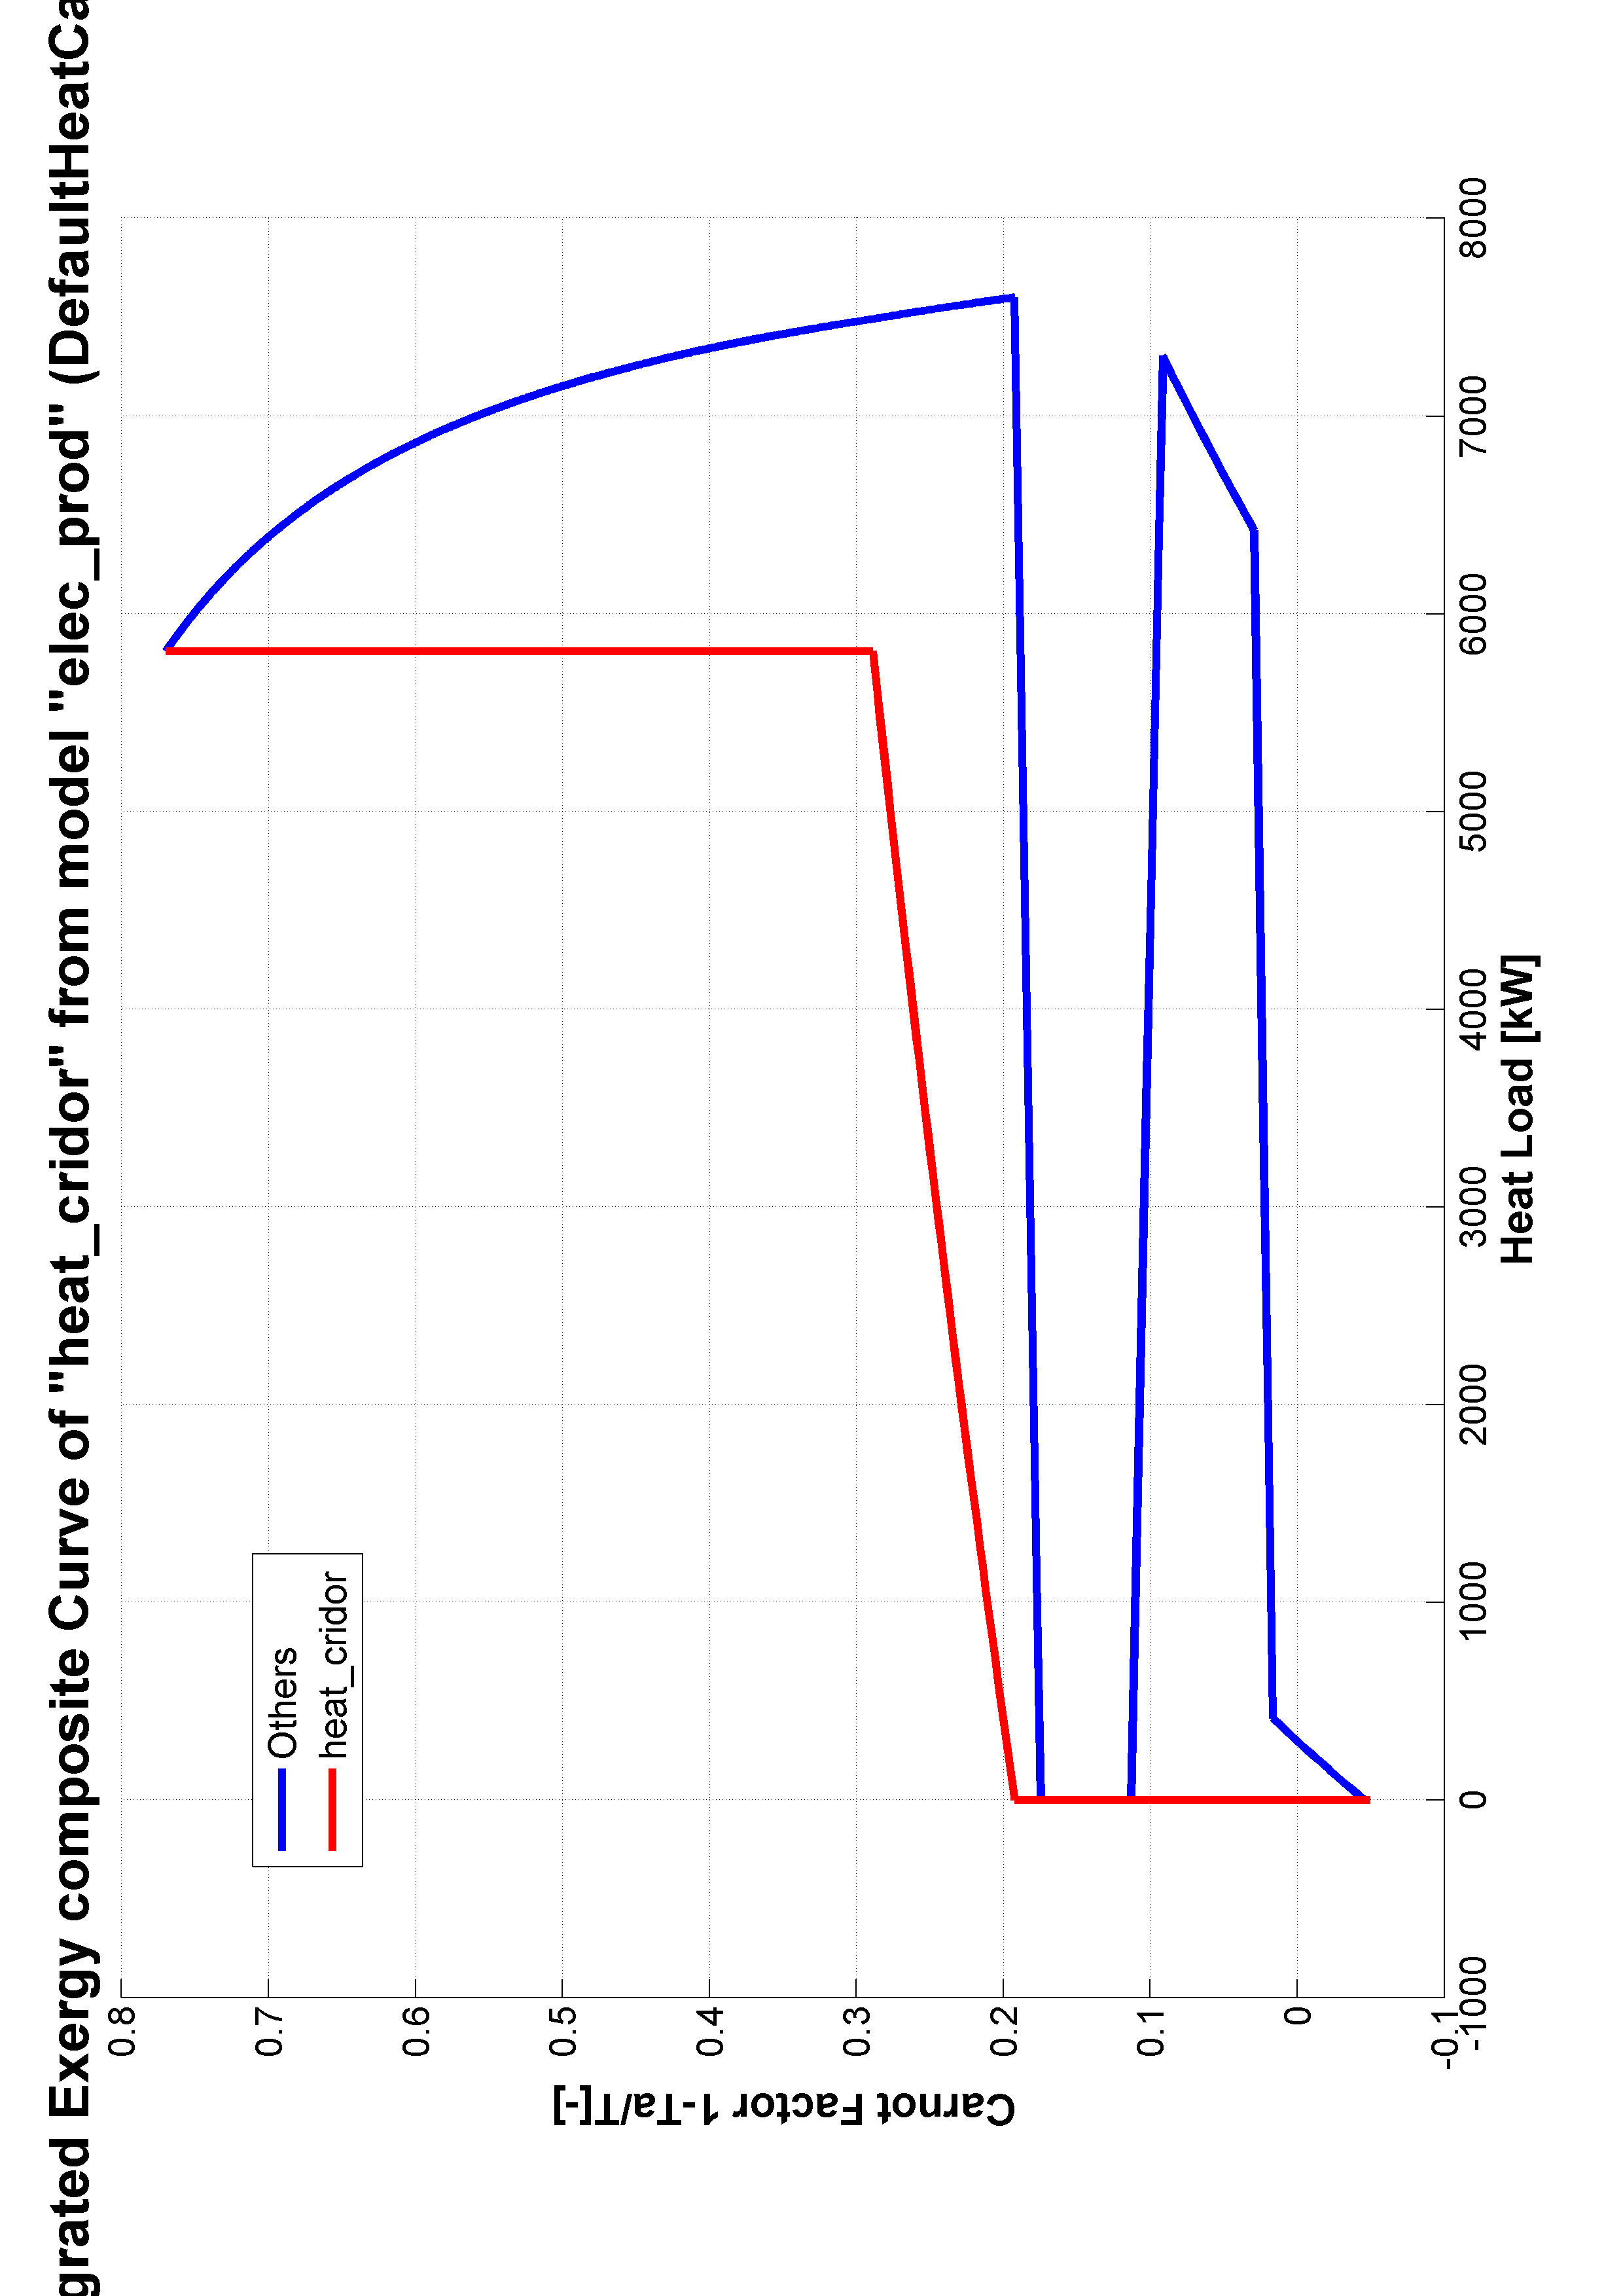 grated Exergy composite Curve of "heat_cridor" from model "elec_prod" (DefaultHeatCa
Others
heat_cridor
0.8
0.7
0.6
0.5
0.4
0.3
0.2
0.1
0
-0.1
Carnot Factor 1-Ta/T[-]
-1000 0 1000 2000 3000 4000 5000 6000 7000 8000
Heat Load [kW]